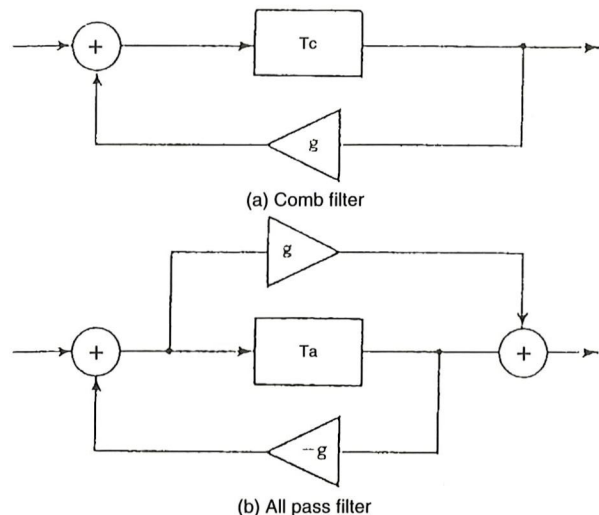 +
Tc
g
(a) Comb filter
g
+
Ta
+
-g
(b) All pass filter